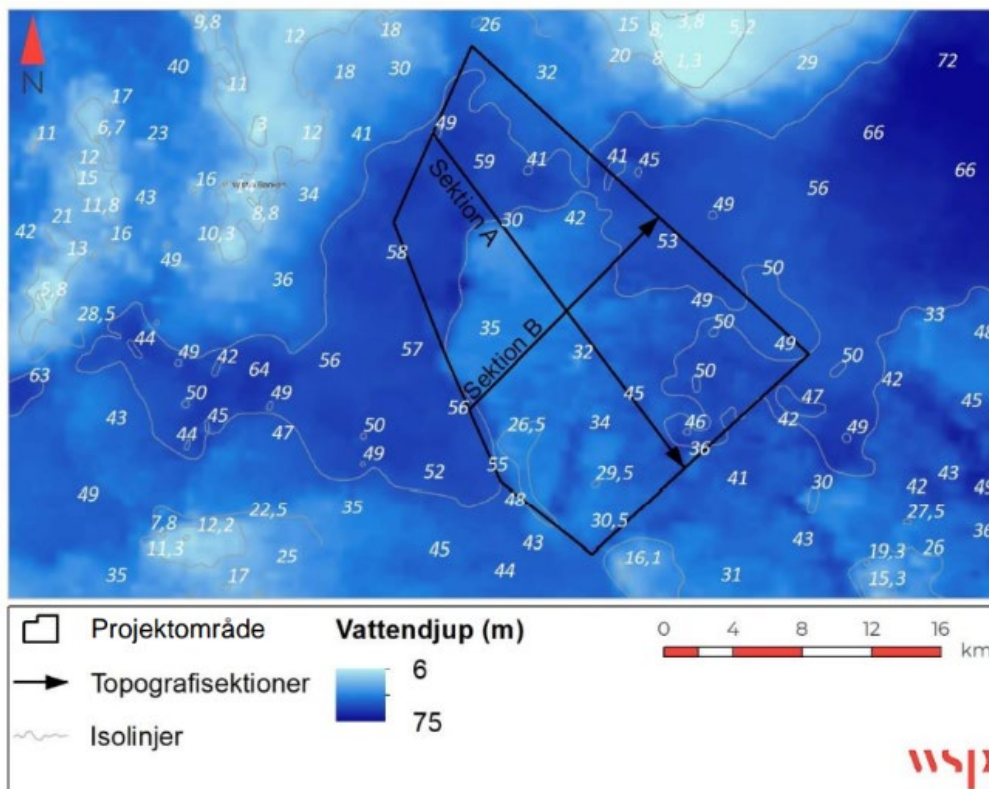 9,8 12 18 26 15 8, 3,8 5,2
40 11 18 30 32 20 8 1,3 29 72
N
17
11 6,7 23 3 12 41 49 66
12 59 41 41 45 66
15 16 56
43 34
11,8 49
21 8,8 30 42
42 16 10,3 Sektion A 53
13 58
49 50
36
5,8 49
28,5 35 50 33
44 49 48
49 42 56 57 32 50
63 64 Sektion B 50 42
50 49 45 47 45
43 45 56 26,5 34 46 42
44 47 50 49
49 36
52 55 29,5 41 30 43
49 48 42 49
22,5 35 30,5 27,5
7,8 12,2 36
11,3 45 43 43 19,3 26
25 16,1
35 17 44 31 15,3
Projektområde
Topografisektioner
Isolinjer
Vattendjup (m)
6
75
0 4 8 12 16
km
wsp